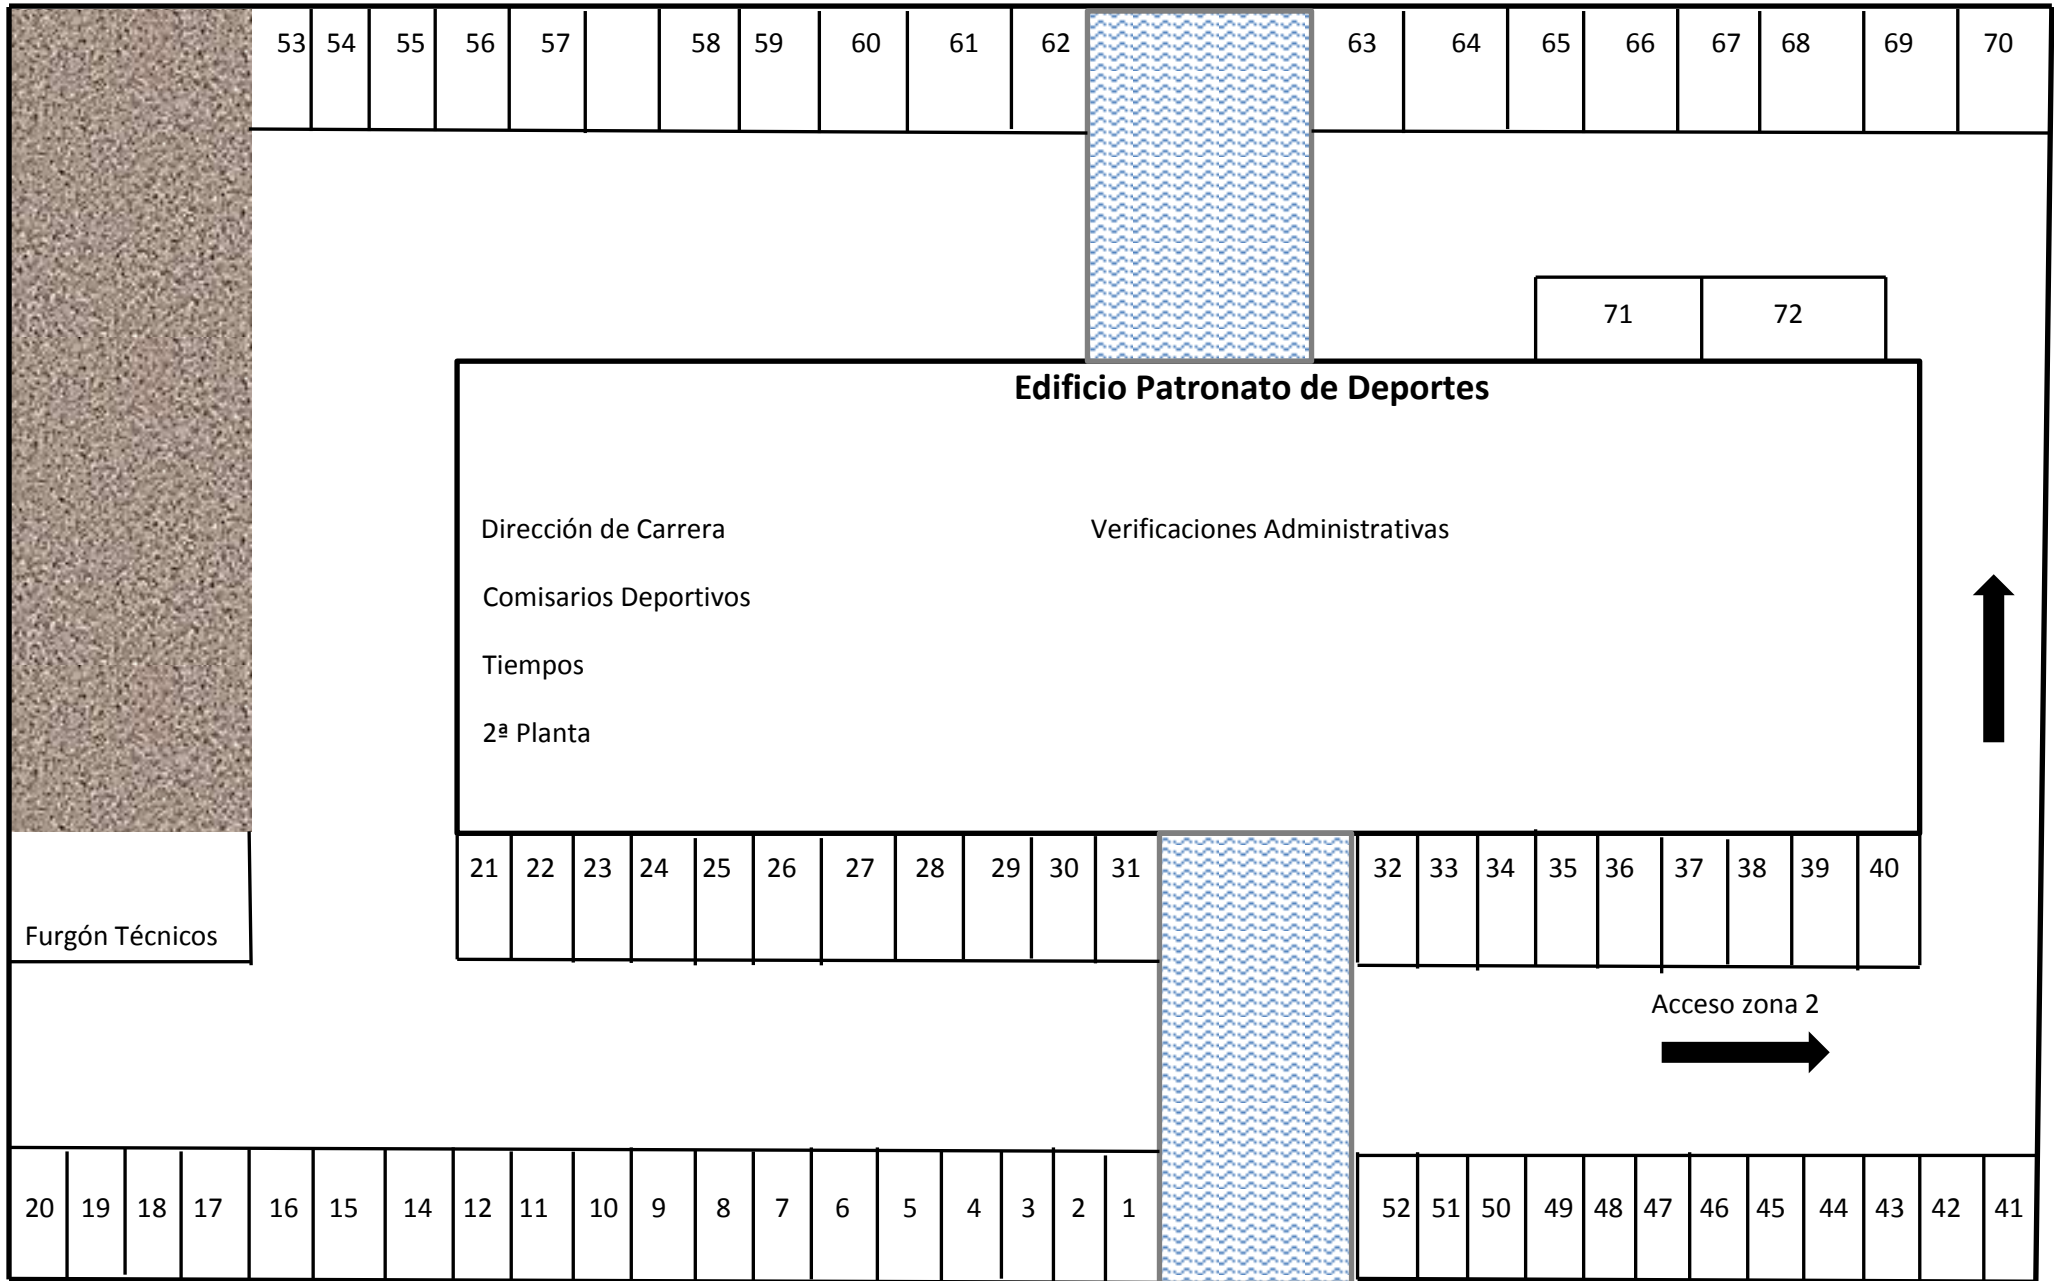 53 54 55 56 57 58 59 60 61 62 63 64 65 66 67 68 69 70
71 72
Edificio Patronato de Deportes
Dirección de Carrera Verificaciones Administrativas
Comisarios Deportivos
Tiempos
2ª Planta
21 22 23 24 25 26 27 28 29 30 31 32 33 34 35 36 37 38 39 40
Furgón Técnicos
Acceso zona 2
20 19 18 17 16 15 14 12 11 10 9 8 7 6 5 4 3 2 1 52 51 50 49 48 47 46 45 44 43 42 41